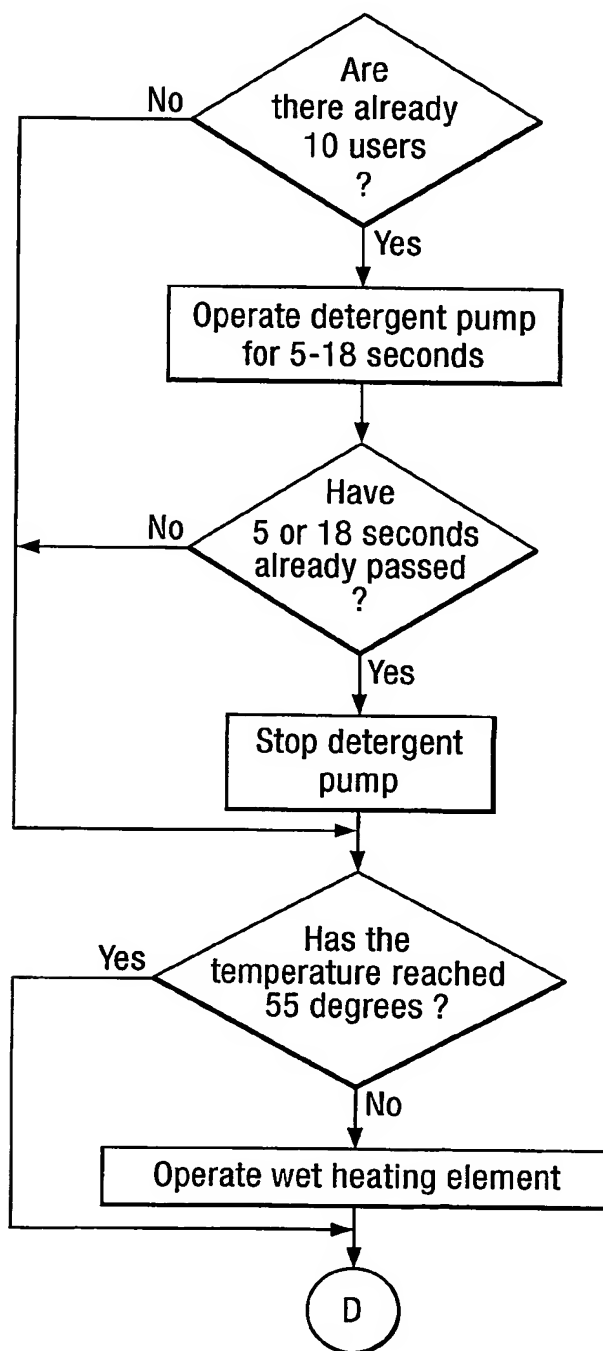 Are
there already
10 users
?
No
Yes
Operate detergent pump
for 5-18 seconds
Have
5 or 18 seconds
already passed
?
No
Yes
Stop detergent
pump
Has the
temperature reached
55 degrees ?
Yes
No
Operate wet heating element
D